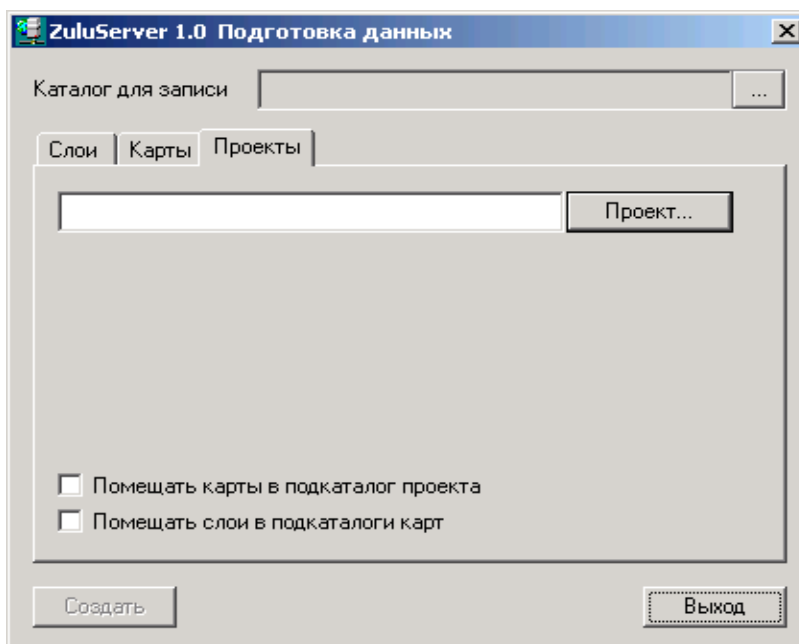 ZuluServer 1.0 Подготовка данных
Каталог для записи ...
Слои Карты Проекты
Проект...
Помещать карты в подкаталог проекта
Помещать слои в подкаталоги карт
Создать Выход